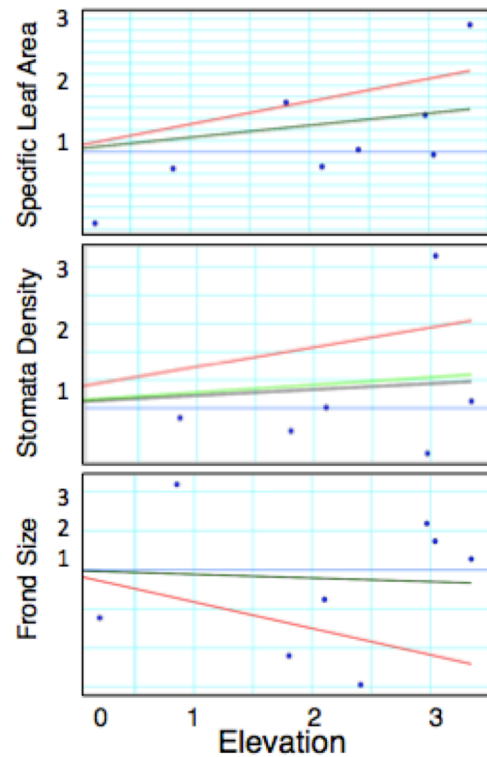 Specific Leaf Area
3
2
1
Stomata Density
3
2
1
Frond Size
3
2
1
0 1 2 3
Elevation